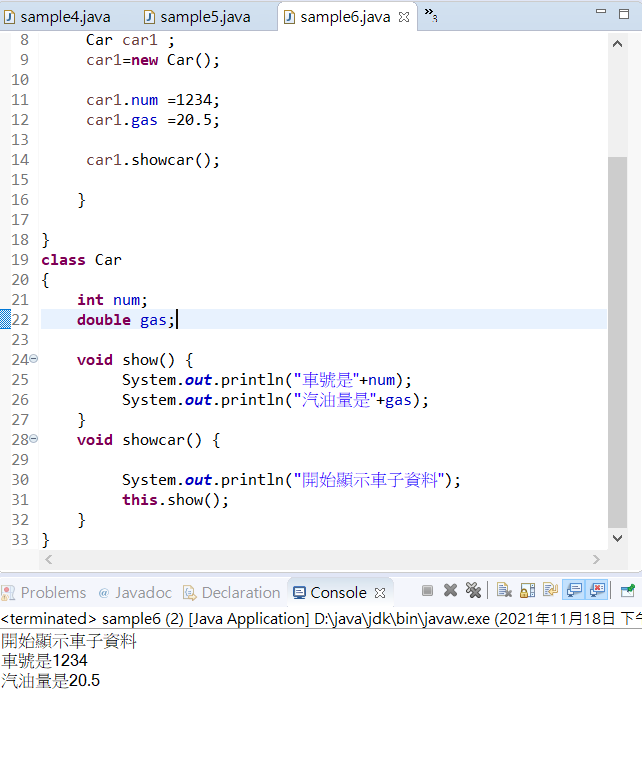 sample4.java sample5.java sample6.java »3
8 Car car1 ;
9 car1=new Car();
10
11 car1.num =1234;
12 car1.gas =20.5;
13
14 car1.showcar();
15
16 }
17
18 }
19 class Car
20 {
21 int num;
22 double gas;
23
24 void show() {
25 System.out.println("車號是"+num);
26 System.out.println("汽油量是"+gas);
27 }
28 void showcar() {
29
30 System.out.println("開始顯示車子資料");
31 this.show();
32 }
33 }
Problems @ Javadoc Declaration Console
<terminated> sample6 (2) [Java Application] D:\java\jdk\bin\javaw.exe (2021年11月18日 下
開始顯示車子資料
車號是1234
汽油量是20.5